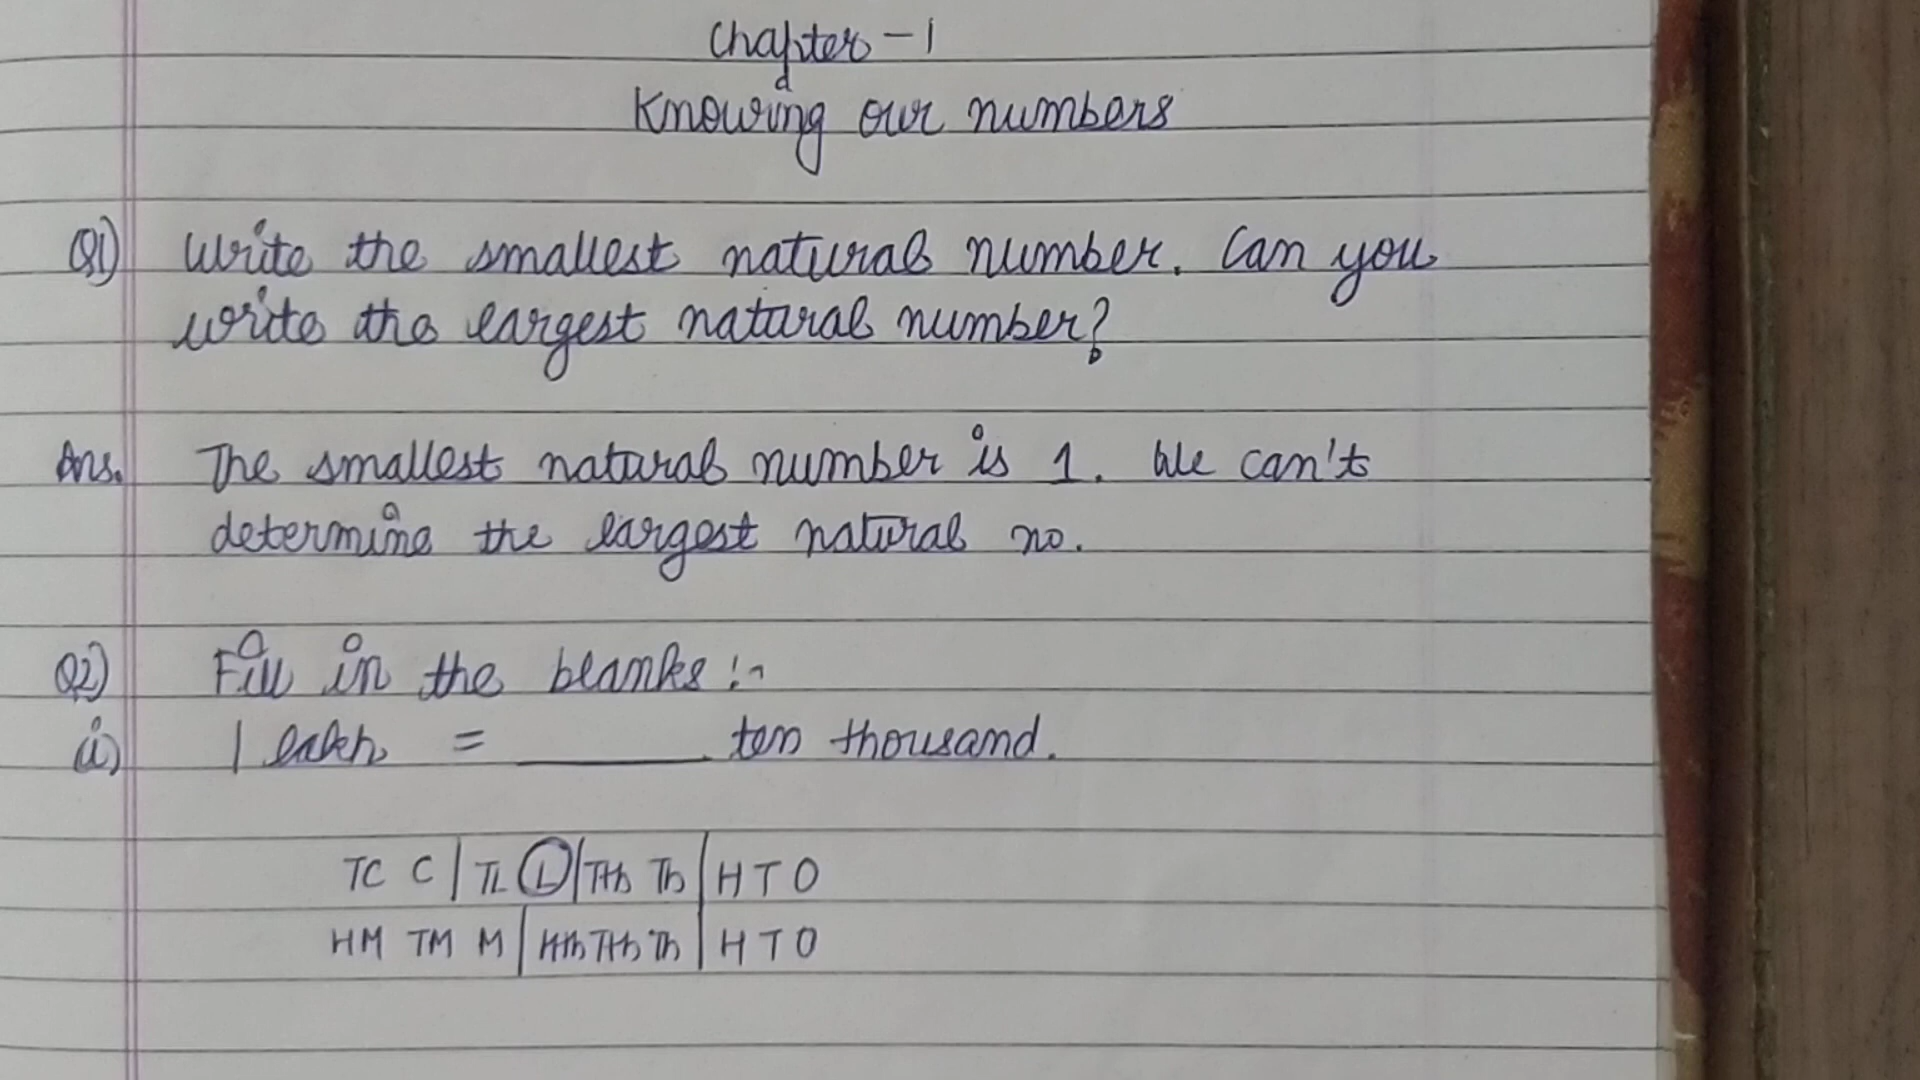 Chapter - 1
Knowing our numbers
Q1) Write the smallest natural number. Can you
write the largest natural number?
Ans. The smallest natural number is 1. We can't
determine the largest natural no.
Q2) Fill in the blanks :-
i) 1 lakh = ______ ten thousand.
TC C | TL L | TTh Th | H T O
HM TM M | HTh TTh Th | H T O